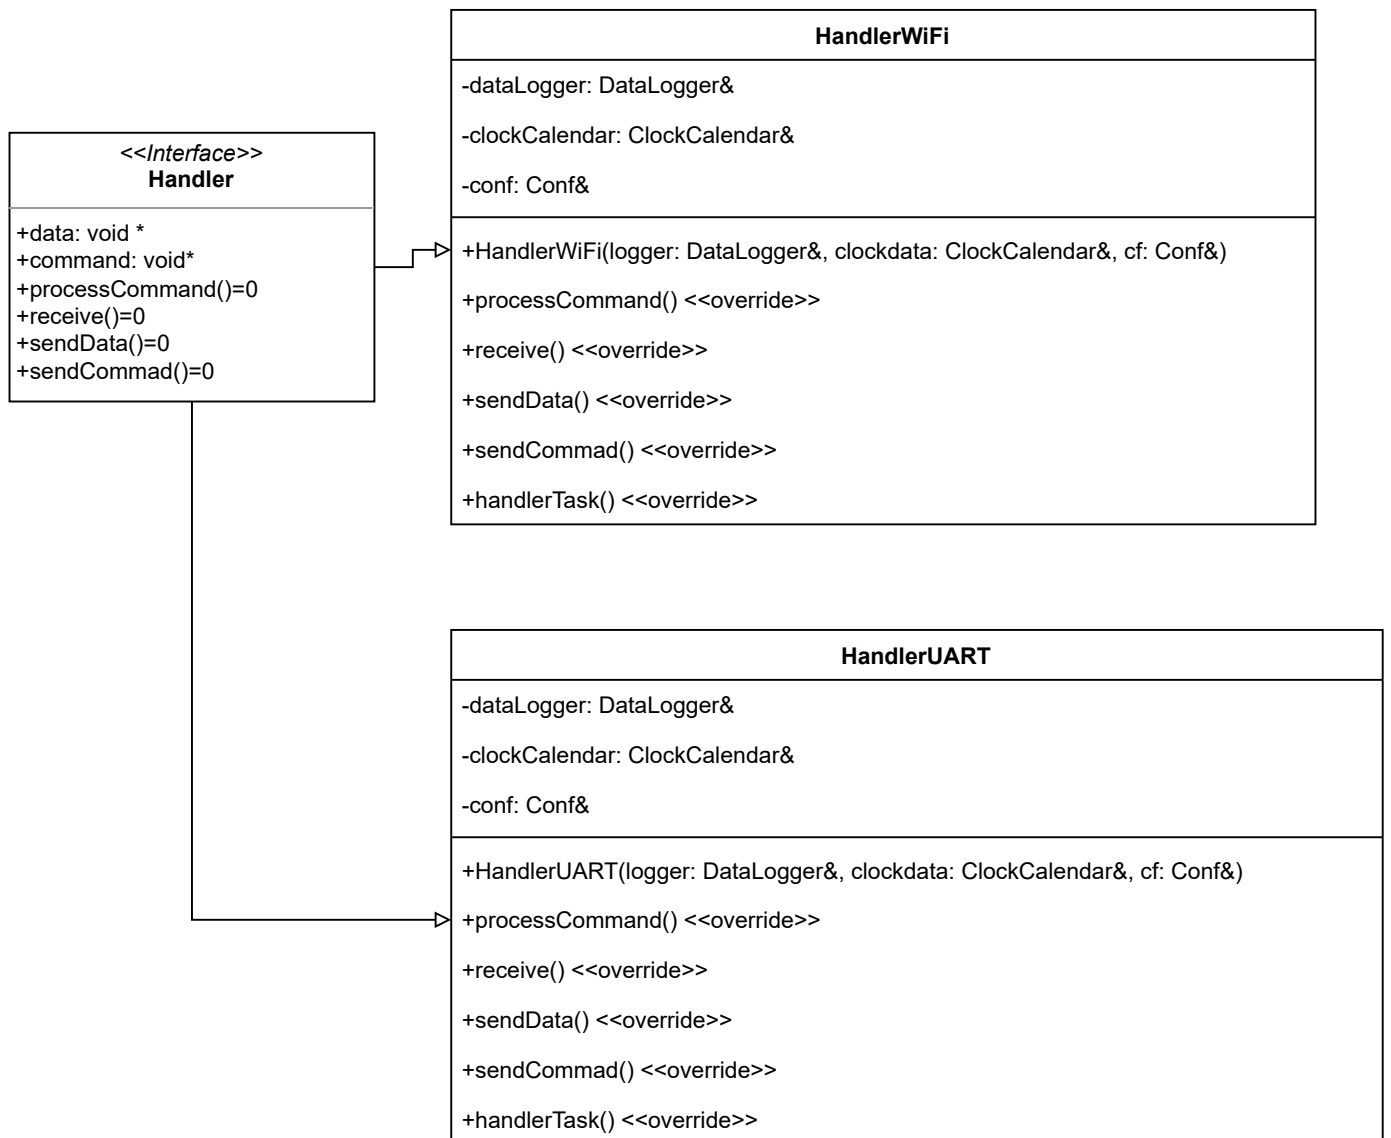 <<Interface>>
Handler
+data: void *
+command: void*
+processCommand()=0
+receive()=0
+sendData()=0
+sendCommad()=0
HandlerWiFi
-dataLogger: DataLogger&
-clockCalendar: ClockCalendar&
-conf: Conf&
+HandlerWiFi(logger: DataLogger&, clockdata: ClockCalendar&, cf: Conf&)
+processCommand() <<override>>
+receive() <<override>>
+sendData() <<override>>
+sendCommad() <<override>>
+handlerTask() <<override>>
HandlerUART
-dataLogger: DataLogger&
-clockCalendar: ClockCalendar&
-conf: Conf&
+HandlerUART(logger: DataLogger&, clockdata: ClockCalendar&, cf: Conf&)
+processCommand() <<override>>
+receive() <<override>>
+sendData() <<override>>
+sendCommad() <<override>>
+handlerTask() <<override>>